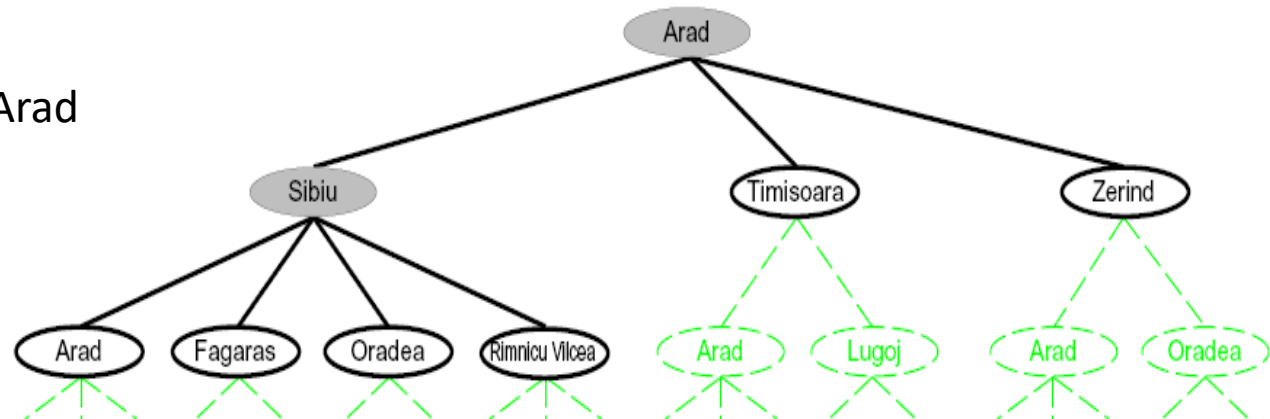 Arad
Arad
Sibiu
Timisoara
Zerind
Arad
Fagaras
Oradea
Rimnicu Vilcea
Arad
Lugoj
Arad
Oradea